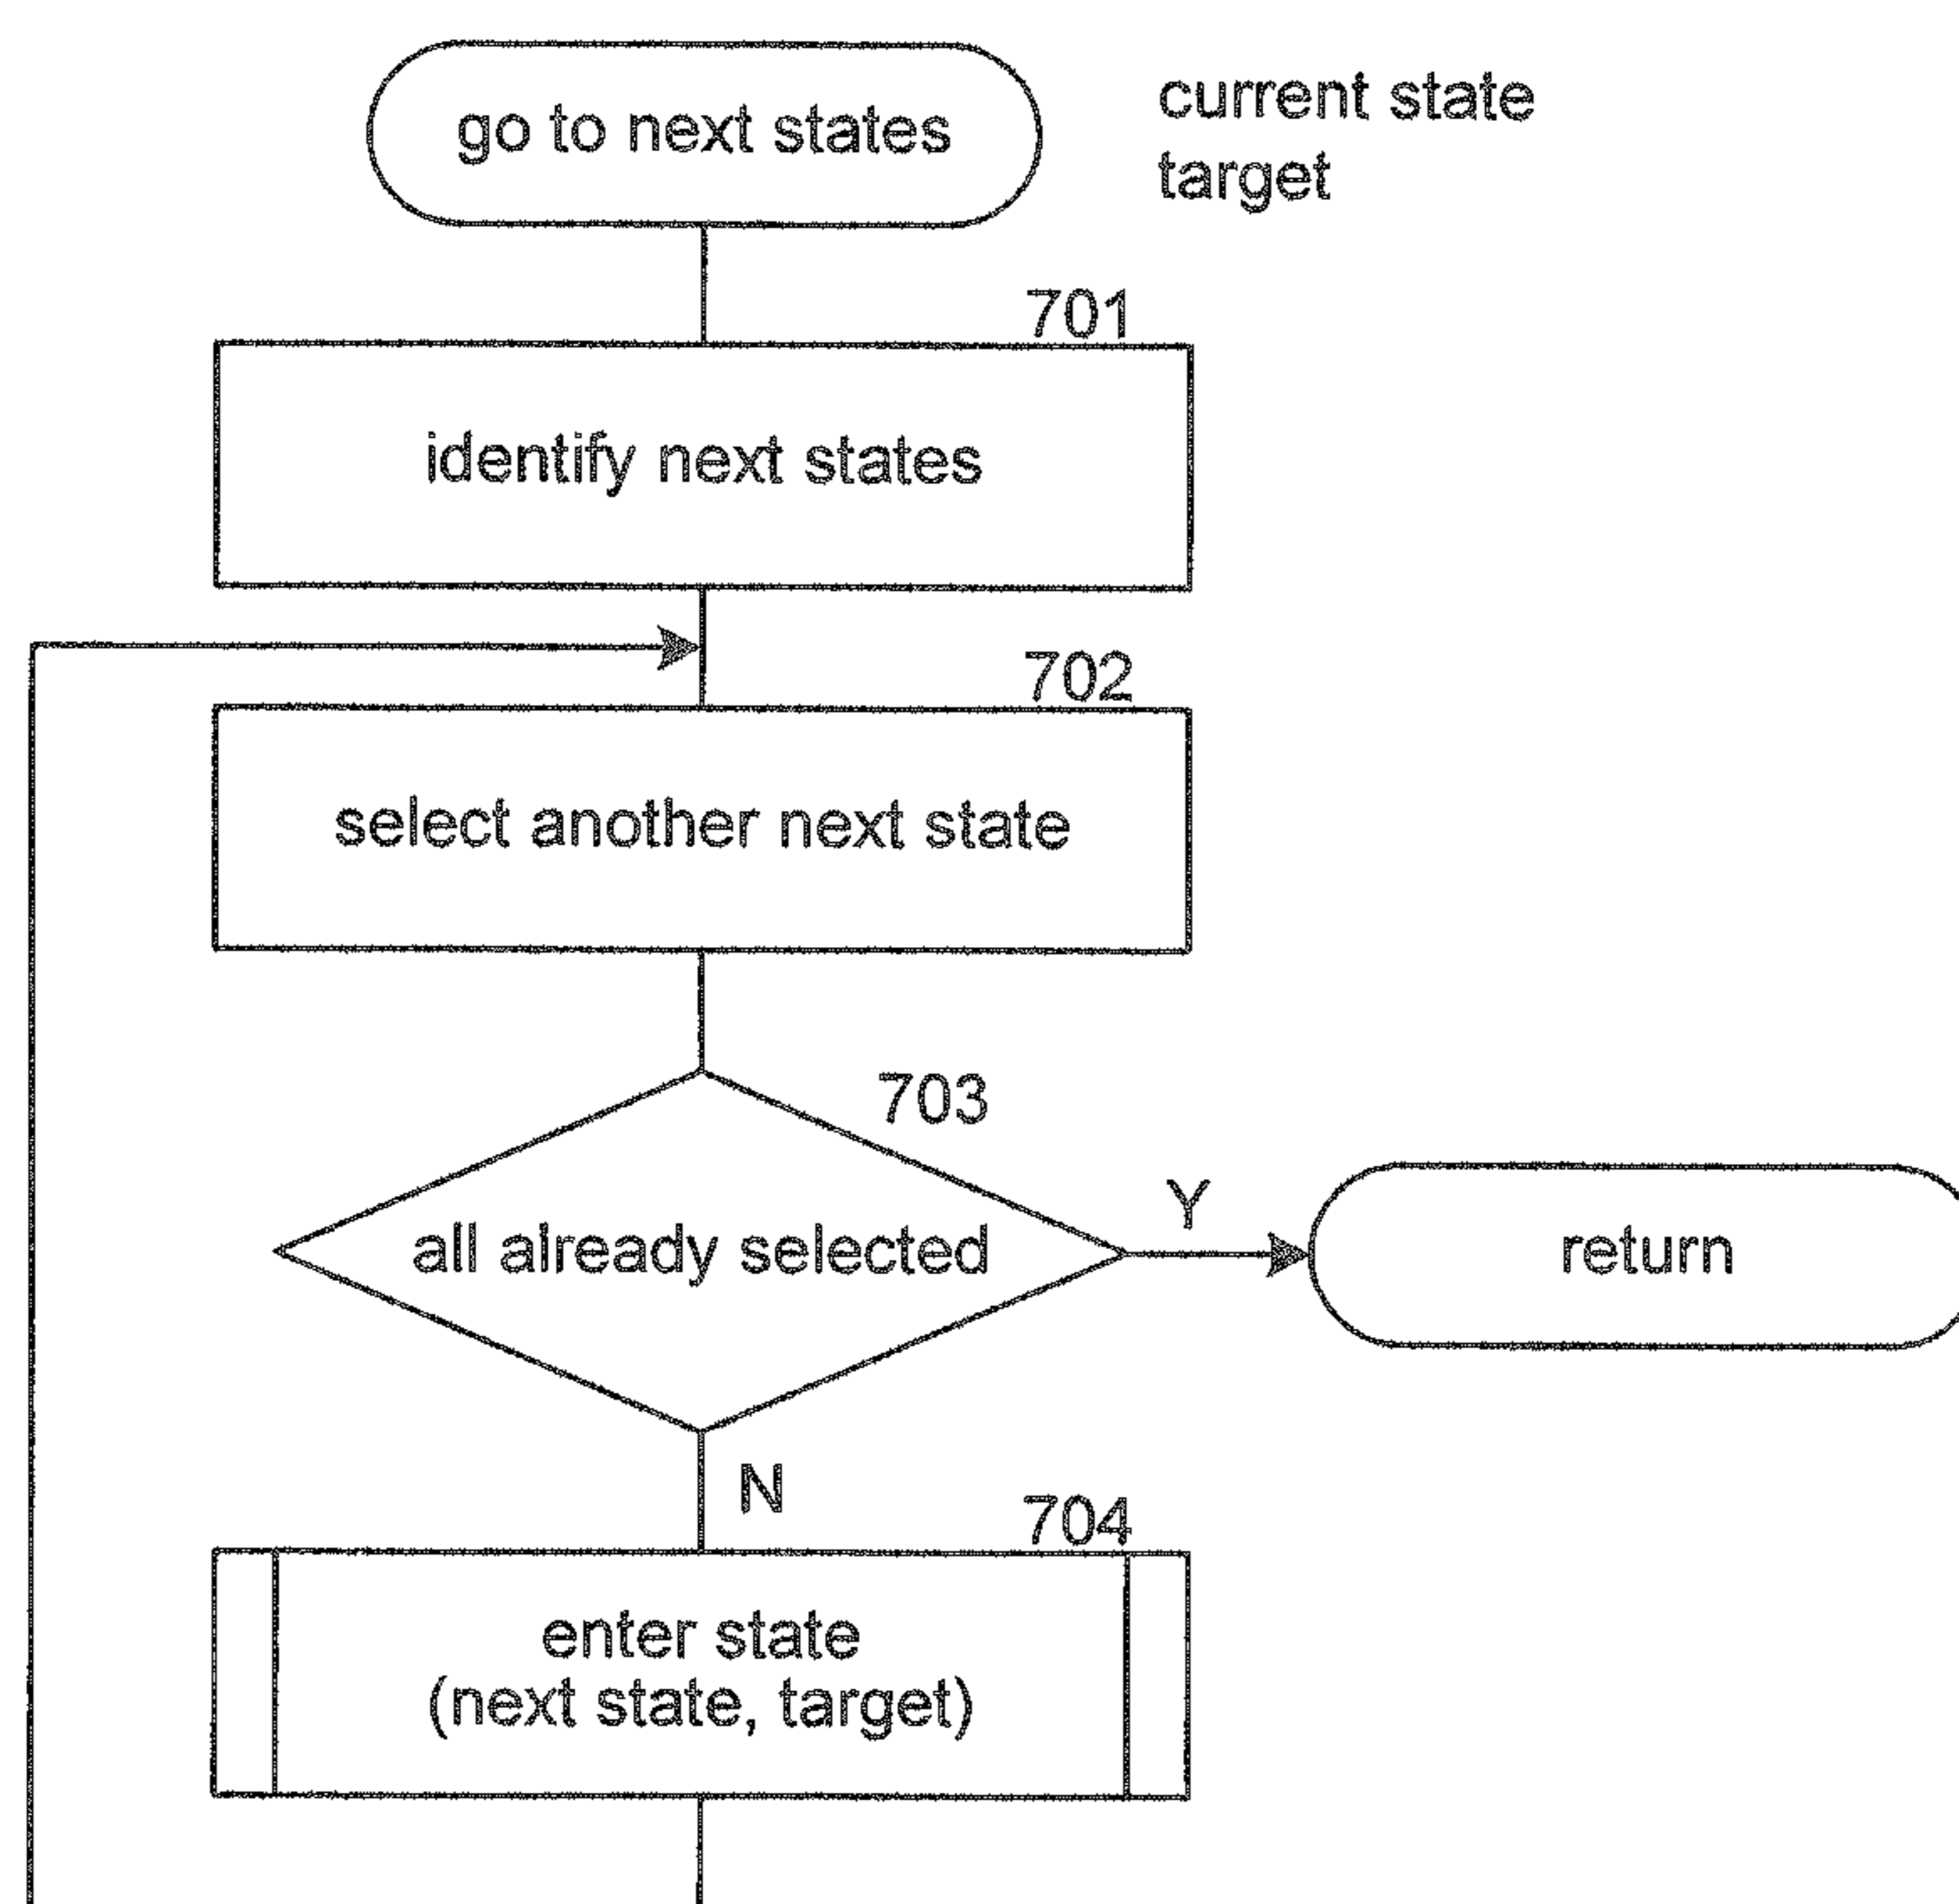 go to next states
current state
target
701
identify next states
702
select another next state
703
all already selected
Y
return
N
704
enter state
(next state, target)